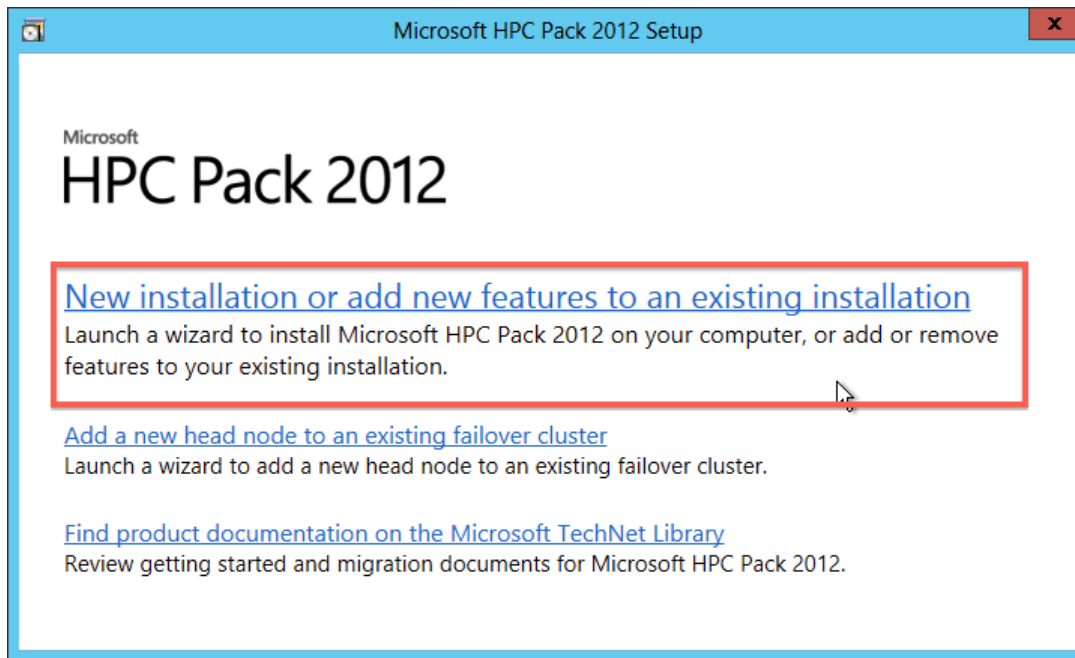 Microsoft HPC Pack 2012 Setup
x
Microsoft
HPC Pack 2012
New installation or add new features to an existing installation
Launch a wizard to install Microsoft HPC Pack 2012 on your computer, or add or remove
features to your existing installation.
Add a new head node to an existing failover cluster
Launch a wizard to add a new head node to an existing failover cluster.
Find product documentation on the Microsoft TechNet Library
Review getting started and migration documents for Microsoft HPC Pack 2012.